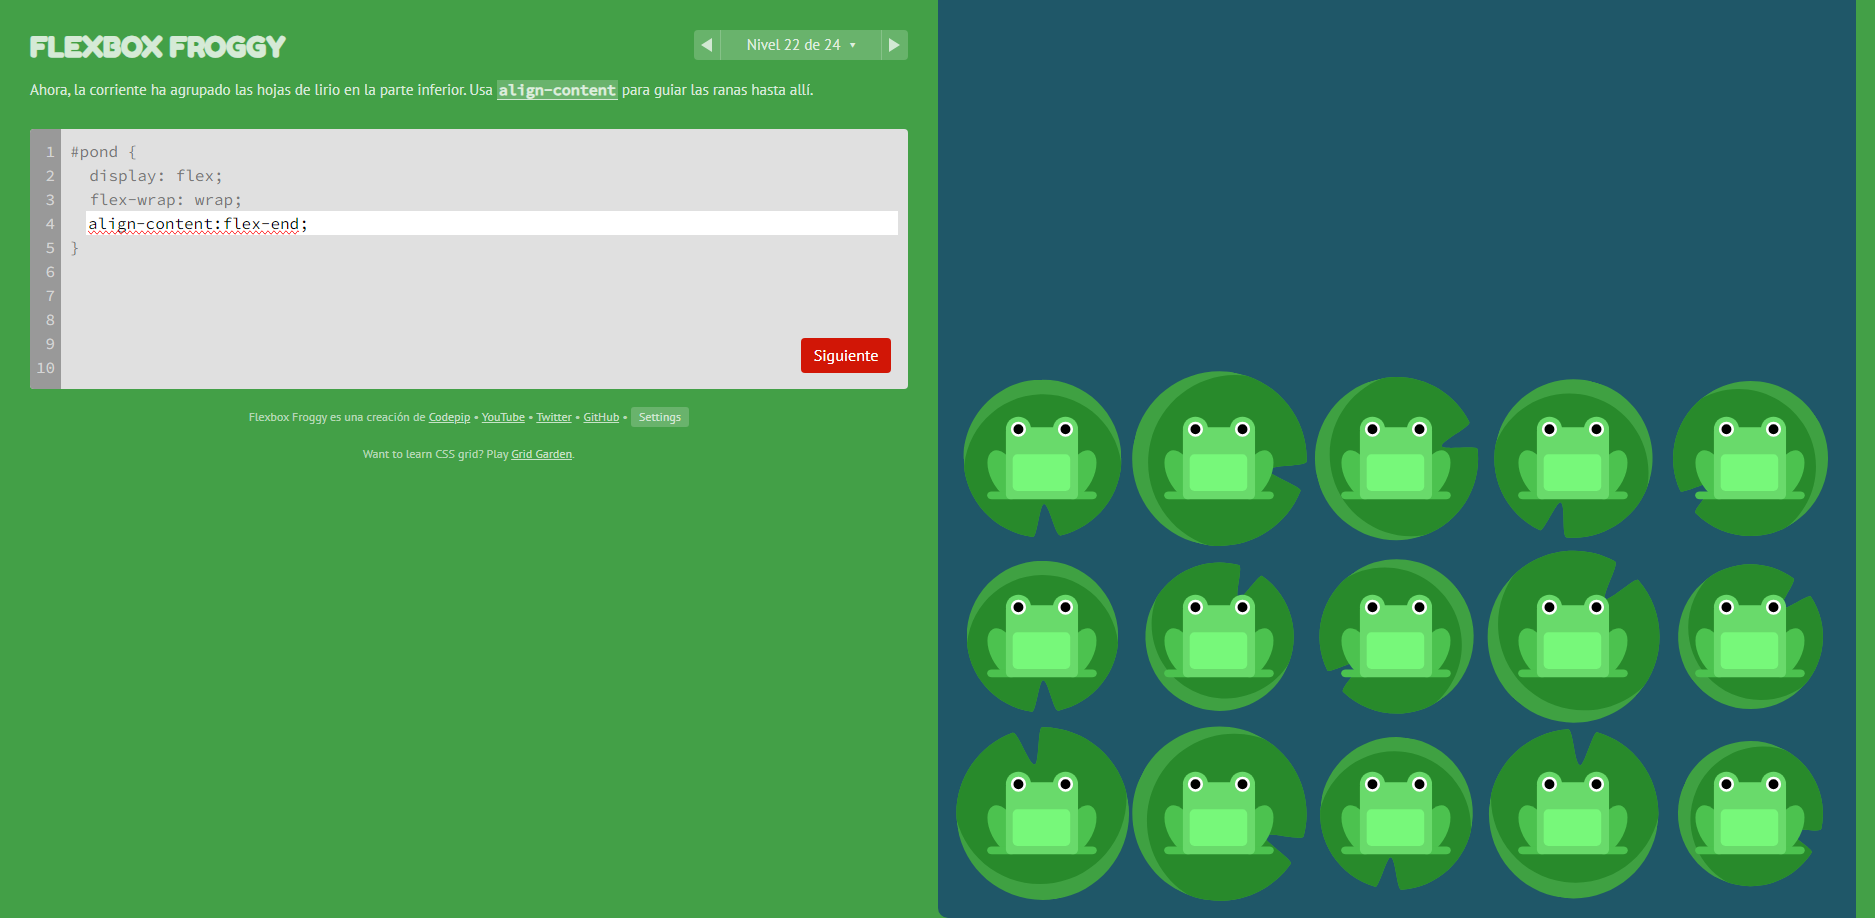 FLEXBOX FROGGY
Nivel 22 de 24
Ahora, la corriente ha agrupado las hojas de lirio en la parte inferior. Usa align-content para guiar las ranas hasta allí.
1 #pond {
2 display: flex;
3 flex-wrap: wrap;
4 align-content:flex-end;
5 }
6
7
8
9
10
Siguiente
Flexbox Froggy es una creación de Codepip • YouTube • Twitter • GitHub • Settings
Want to learn CSS grid? Play Grid Garden.